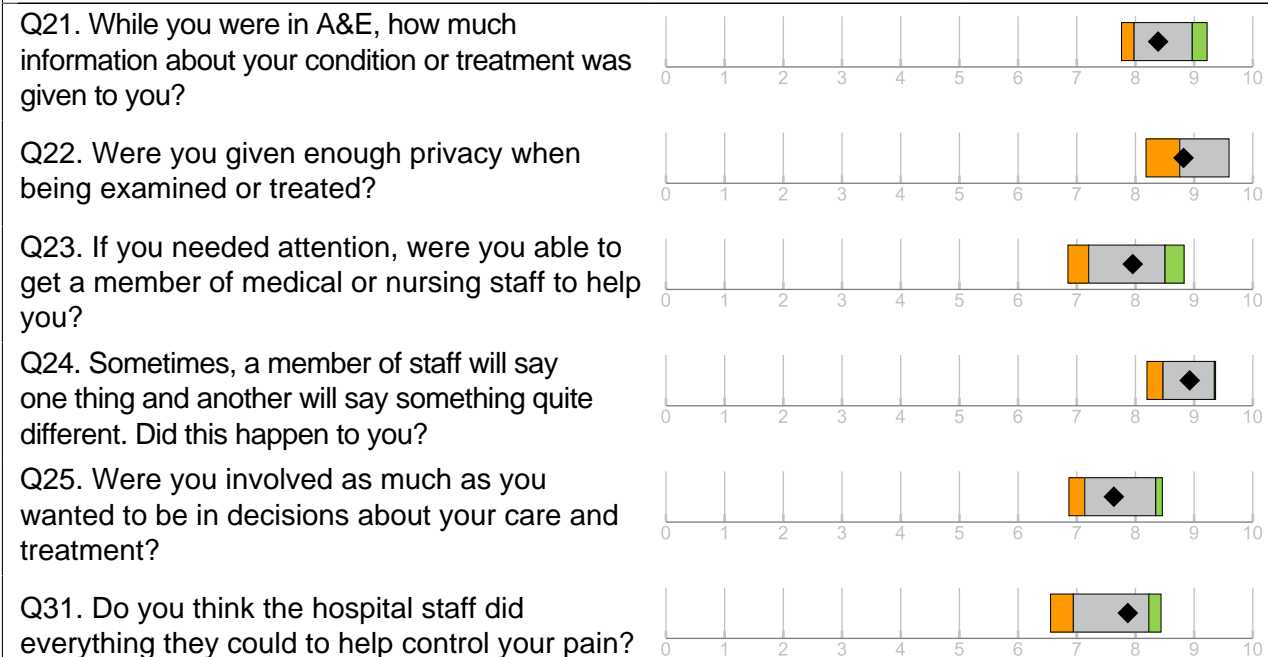 Q21. While you were in A&E, how much
information about your condition or treatment was
given to you?
0 1 2 3 4 5 6 7 8 9 10
Q22. Were you given enough privacy when
being examined or treated?
0 1 2 3 4 5 6 7 8 9 10
Q23. If you needed attention, were you able to
get a member of medical or nursing staff to help
you?
0 1 2 3 4 5 6 7 8 9 10
Q24. Sometimes, a member of staff will say
one thing and another will say something quite
different. Did this happen to you?
0 1 2 3 4 5 6 7 8 9 10
Q25. Were you involved as much as you
wanted to be in decisions about your care and
treatment?
0 1 2 3 4 5 6 7 8 9 10
Q31. Do you think the hospital staff did
everything they could to help control your pain?
0 1 2 3 4 5 6 7 8 9 10